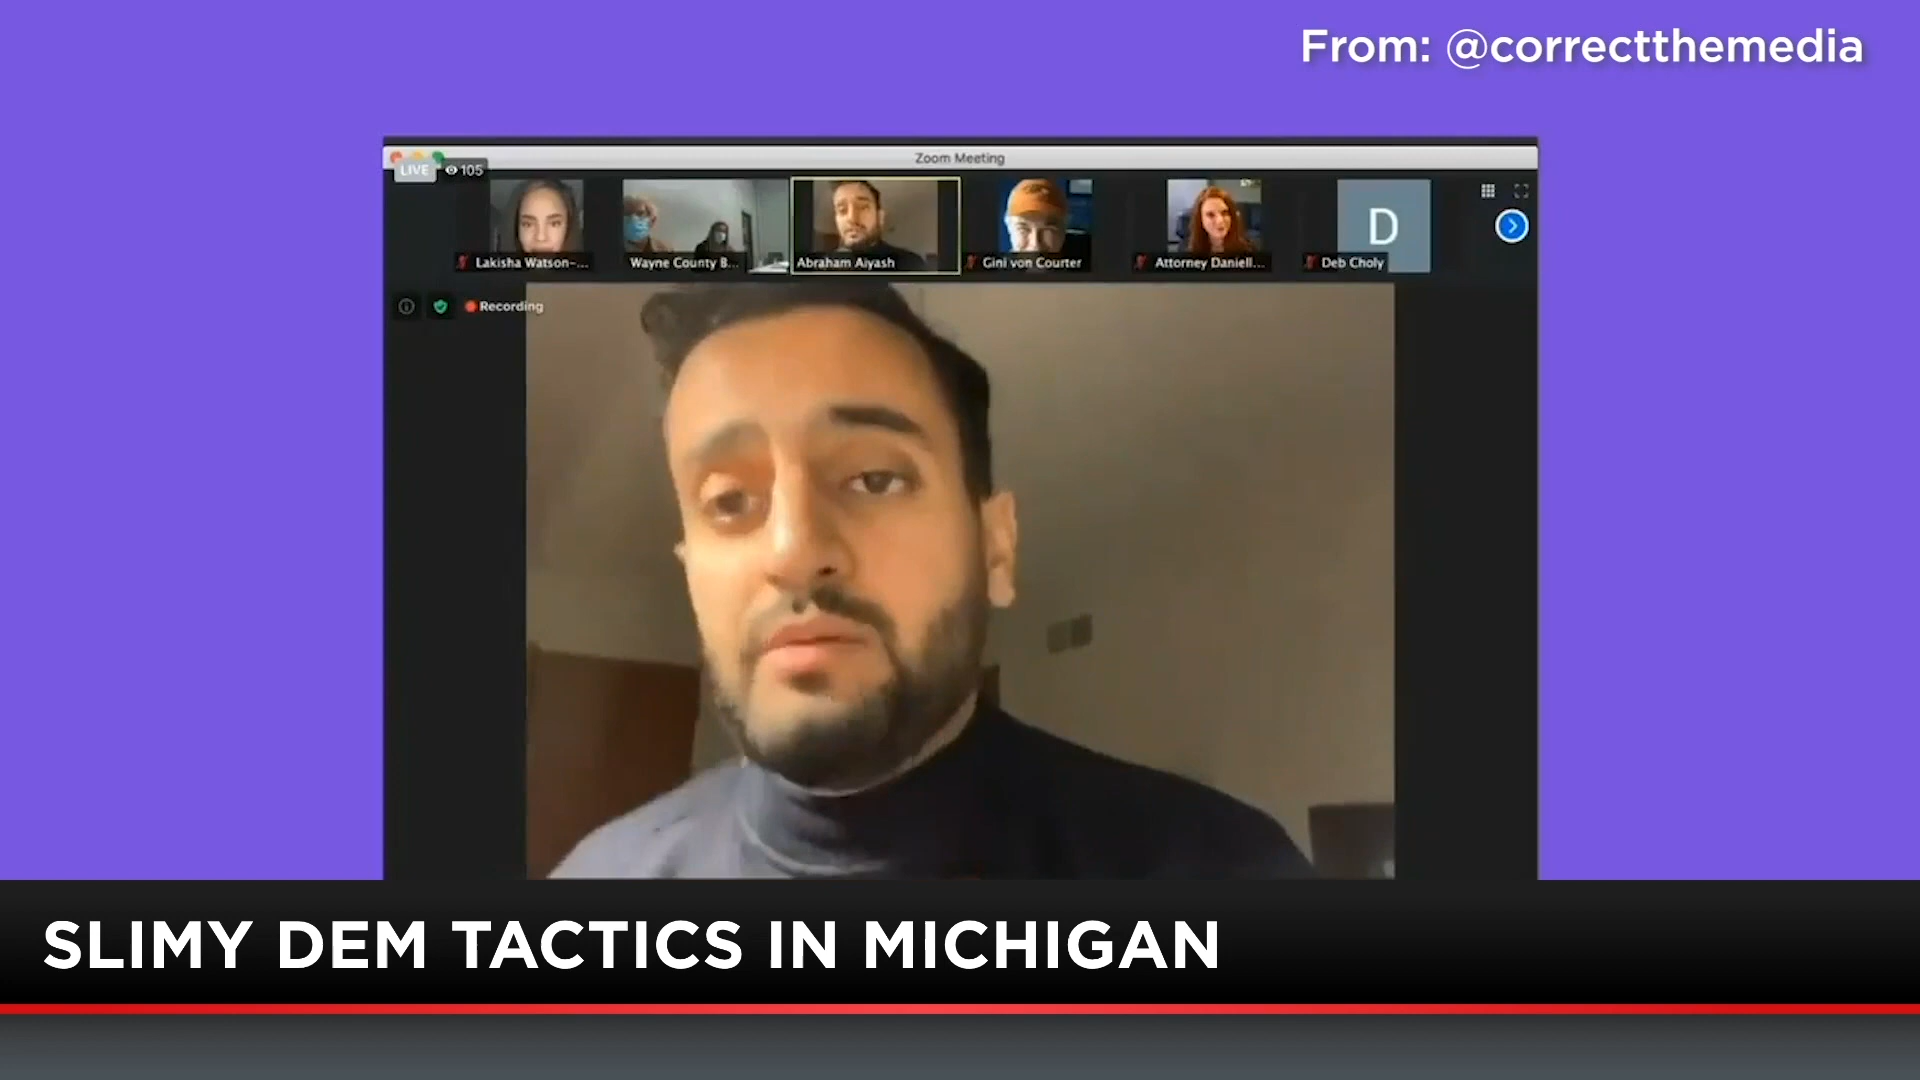 From: @correctthemedia
Zoom Meeting
LIVE 105
Lakisha Watson-...
Wayne County B...
Abraham Aiyash
Gini von Courter
Attorney Daniell...
D
Deb Choly
Recording
SLIMY DEM TACTICS IN MICHIGAN